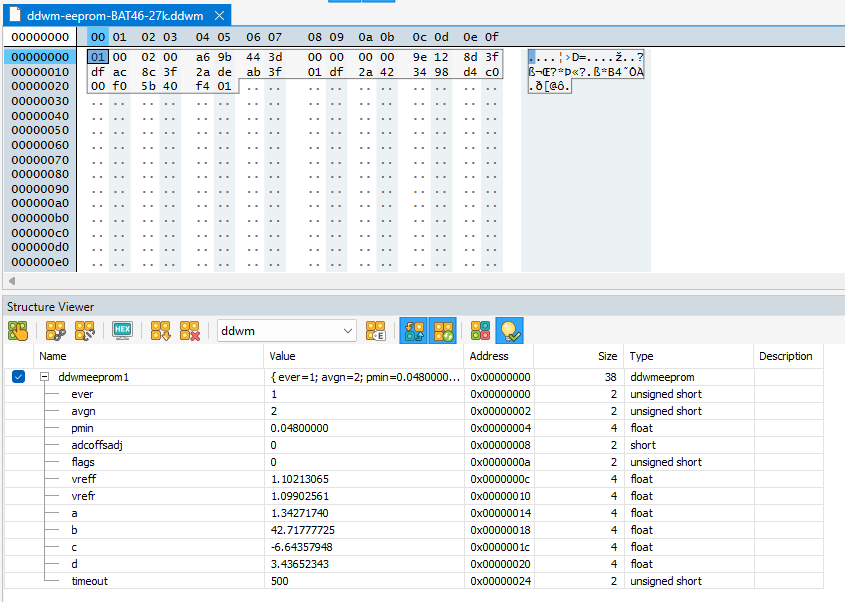 ddwm-eeprom-BAT46-27k.ddwm
00000000 00 01 02 03 04 05 06 07 08 09 0a 0b 0c 0d 0e 0f
00000000 01 00 02 00 a6 9b 44 3d 00 00 00 00 9e 12 8d 3f ....¦›D=....ž..?
00000010 df ac 8c 3f 2a de ab 3f 01 df 2a 42 34 98 d4 c0 ß¬Œ?*Þ«?.ß*B4˜ÔÀ
00000020 00 f0 5b 40 f4 01 .ð[@ô.
00000030 .. .. .. .. .. .. .. .. .. .. .. .. .. .. .. ..
00000040 .. .. .. .. .. .. .. .. .. .. .. .. .. .. .. ..
00000050 .. .. .. .. .. .. .. .. .. .. .. .. .. .. .. ..
00000060 .. .. .. .. .. .. .. .. .. .. .. .. .. .. .. ..
00000070 .. .. .. .. .. .. .. .. .. .. .. .. .. .. .. ..
00000080 .. .. .. .. .. .. .. .. .. .. .. .. .. .. .. ..
00000090 .. .. .. .. .. .. .. .. .. .. .. .. .. .. .. ..
000000a0 .. .. .. .. .. .. .. .. .. .. .. .. .. .. .. ..
000000b0 .. .. .. .. .. .. .. .. .. .. .. .. .. .. .. ..
000000c0 .. .. .. .. .. .. .. .. .. .. .. .. .. .. .. ..
000000d0 .. .. .. .. .. .. .. .. .. .. .. .. .. .. .. ..
000000e0 .. .. .. .. .. .. .. .. .. .. .. .. .. .. .. ..
Structure Viewer
HEX ddwm E
Name Value Address Size Type Description
ddwmeeprom1 { ever=1; avgn=2; pmin=0.0480000... 0x00000000 38 ddwmeeprom
ever 1 0x00000000 2 unsigned short
avgn 2 0x00000002 2 unsigned short
pmin 0.04800000 0x00000004 4 float
adcoffsadj 0 0x00000008 2 short
flags 0 0x0000000a 2 unsigned short
vreff 1.10213065 0x0000000c 4 float
vrefr 1.09902561 0x00000010 4 float
a 1.34271740 0x00000014 4 float
b 42.71777725 0x00000018 4 float
c -6.64357948 0x0000001c 4 float
d 3.43652343 0x00000020 4 float
timeout 500 0x00000024 2 unsigned short